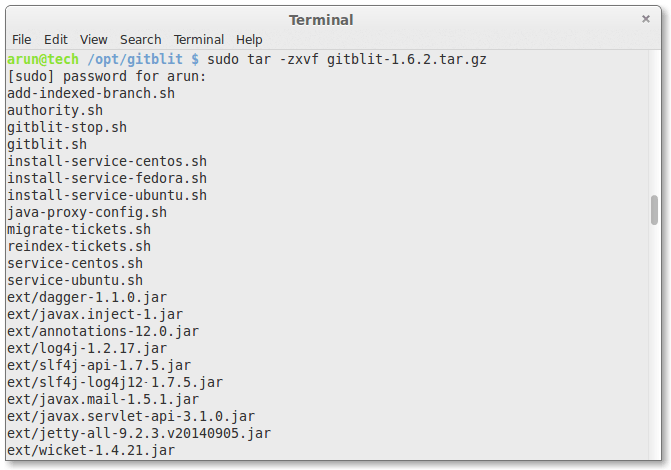 Terminal
×
File Edit View Search Terminal Help
arun@tech /opt/gitblit $ sudo tar -zxvf gitblit-1.6.2.tar.gz
[sudo] password for arun:
add-indexed-branch.sh
authority.sh
gitblit-stop.sh
gitblit.sh
install-service-centos.sh
install-service-fedora.sh
install-service-ubuntu.sh
java-proxy-config.sh
migrate-tickets.sh
reindex-tickets.sh
service-centos.sh
service-ubuntu.sh
ext/dagger-1.1.0.jar
ext/javax.inject-1.jar
ext/annotations-12.0.jar
ext/log4j-1.2.17.jar
ext/slf4j-api-1.7.5.jar
ext/slf4j-log4j12-1.7.5.jar
ext/javax.mail-1.5.1.jar
ext/javax.servlet-api-3.1.0.jar
ext/jetty-all-9.2.3.v20140905.jar
ext/wicket-1.4.21.jar